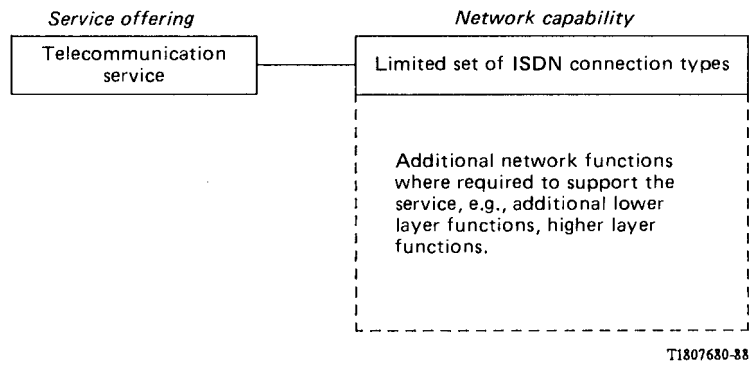 Service offering
Network capability
Telecommunication
service
Limited set of ISDN connection types
Additional network functions
where required to support the
service, e.g., additional lower
layer functions, higher layer
functions.
T1807680-88